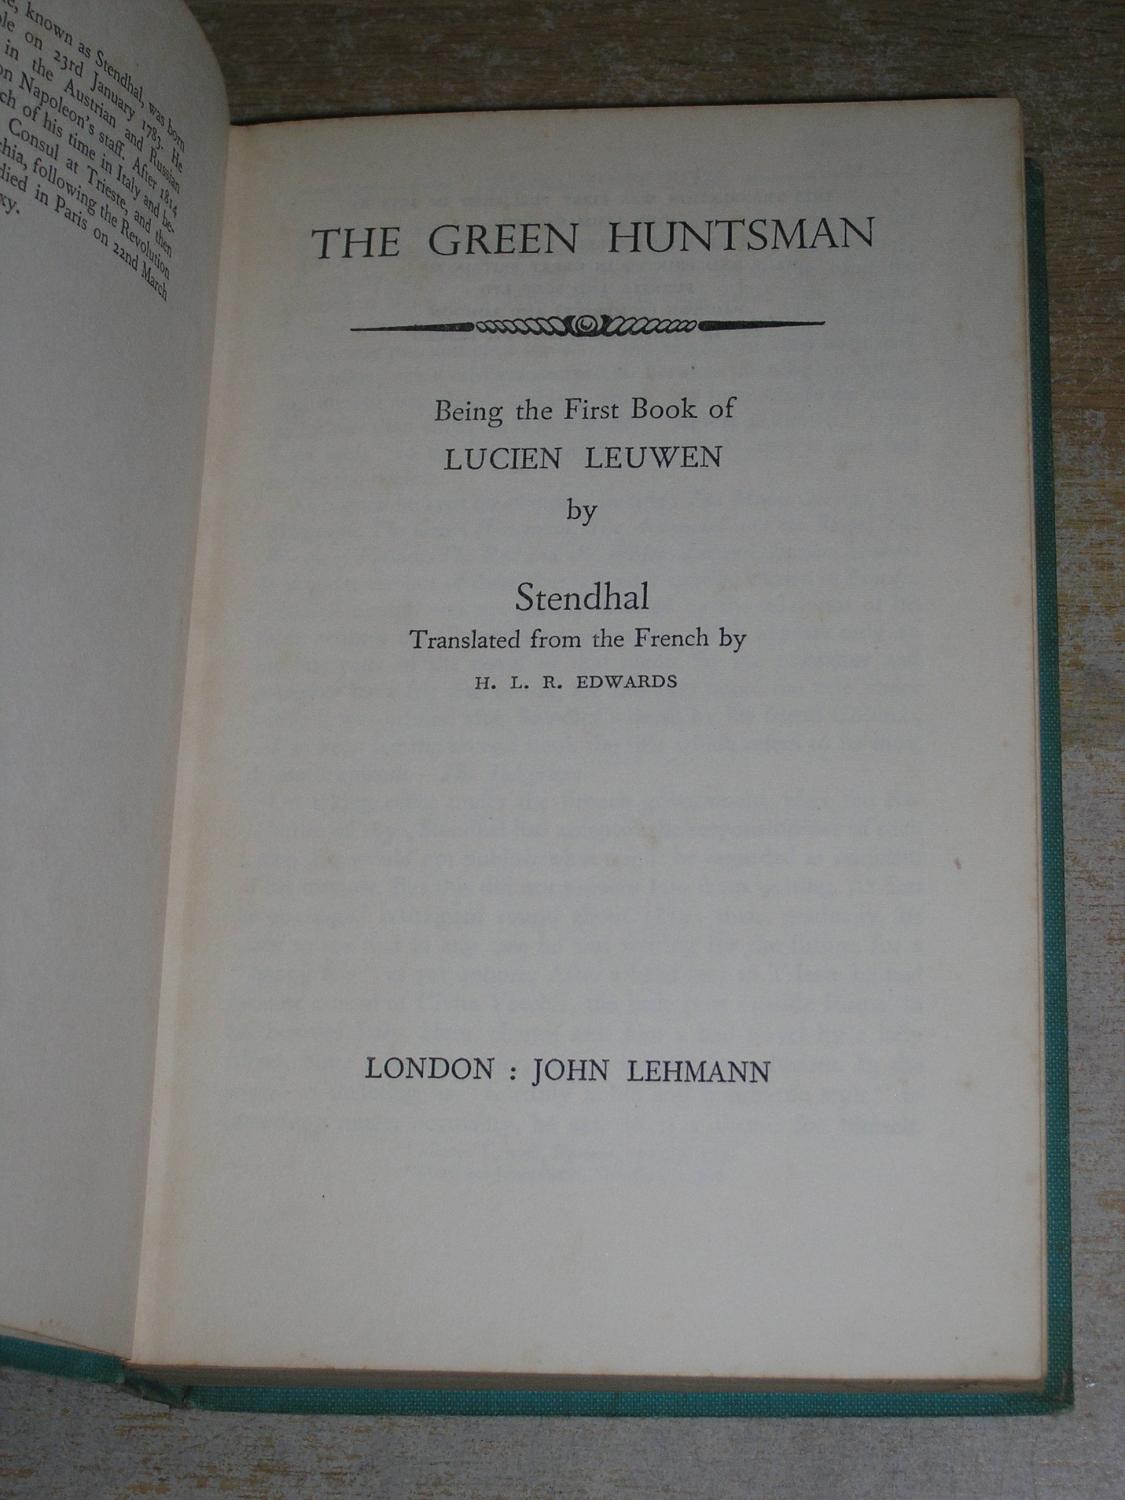 , known as Stendhal, was born
on 23rd January 1783. He
in the Austrian and Russian
on Napoleon's staff. After 1814
of his time in Italy and be-
Consul at Trieste, and then
following the Revolution
died in Paris on 22nd March
THE GREEN HUNTSMAN
Being the First Book of
LUCIEN LEUWEN
by
Stendhal
Translated from the French by
H. L. R. EDWARDS
LONDON : JOHN LEHMANN